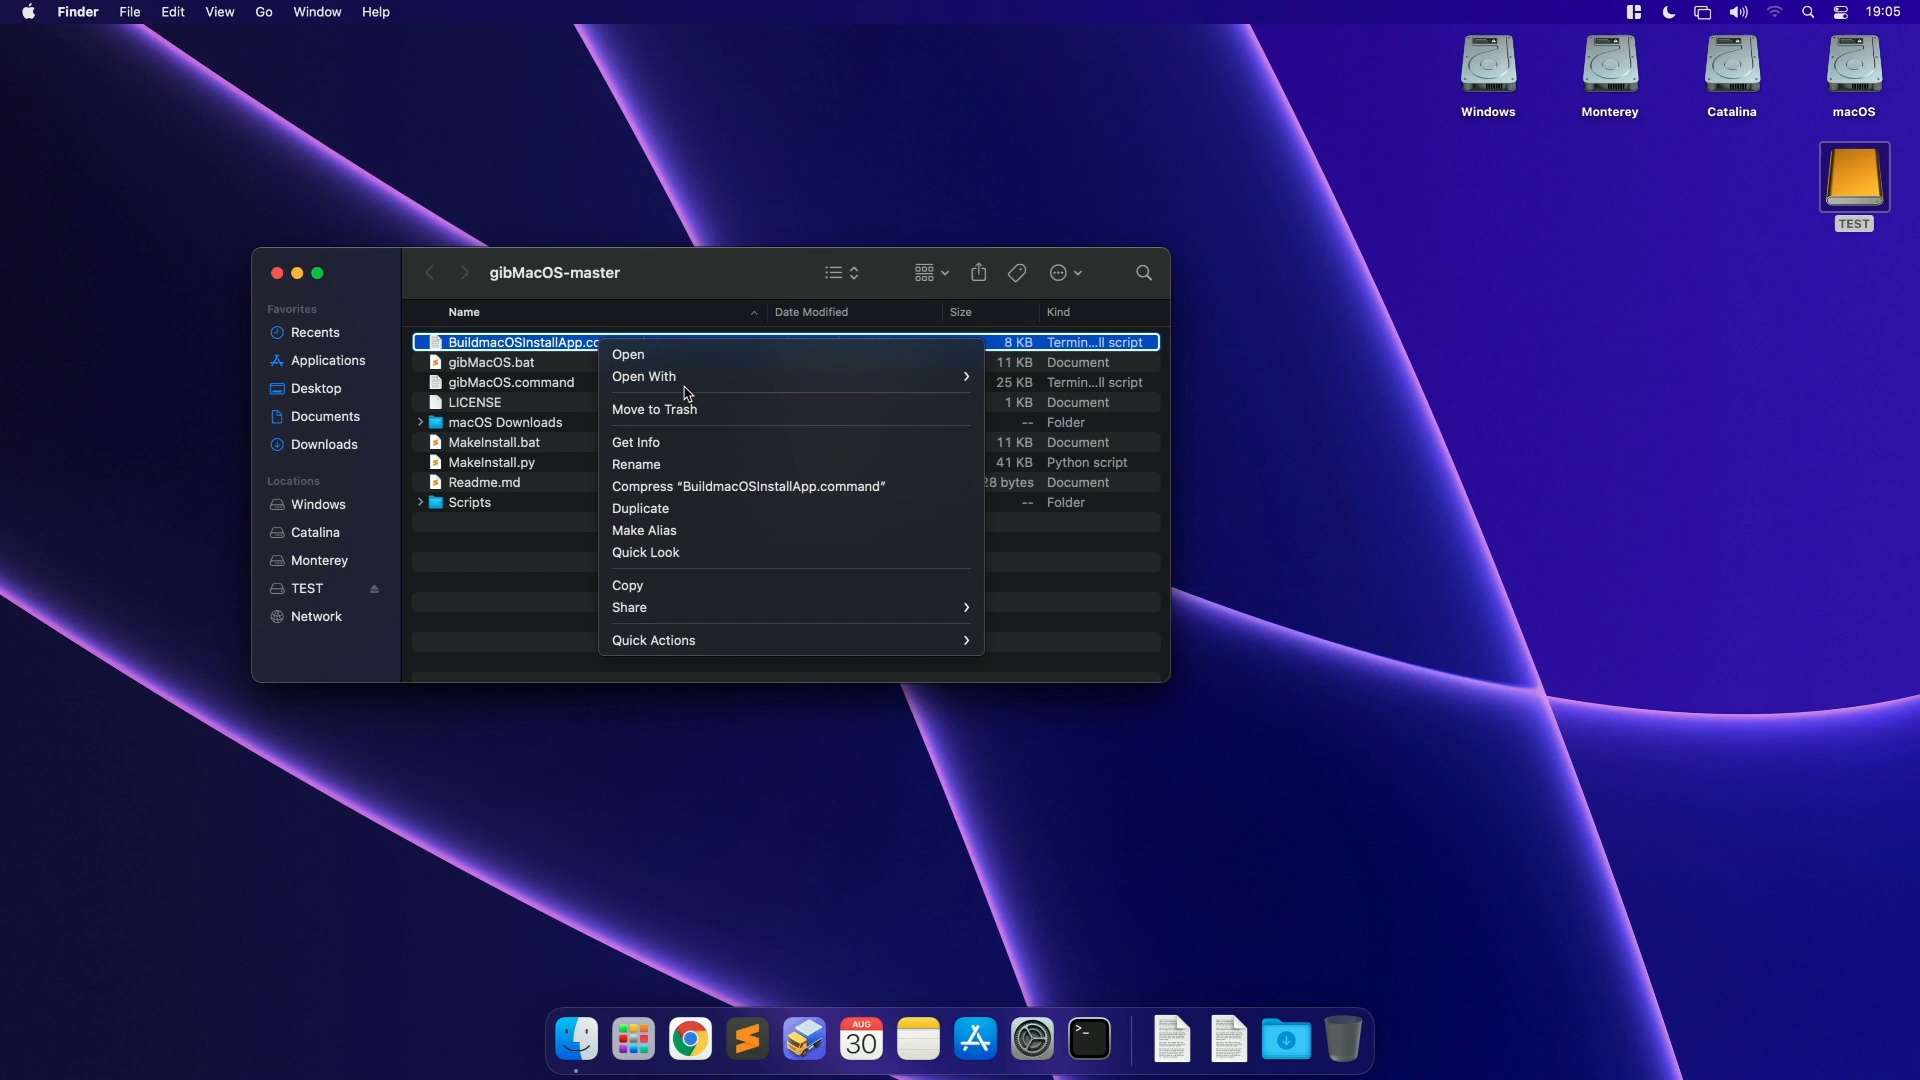 Finder File Edit View Go Window Help 19:05
Windows Monterey Catalina macOS
TEST
gibMacOS-master
Favorites
Recents
Applications
Desktop
Documents
Downloads
Locations
Windows
Catalina
Monterey
TEST
Network
Name Date Modified Size Kind
BuildmacOSInstallApp.co 8 KB Termin...ll script
gibMacOS.bat 11 KB Document
gibMacOS.command 25 KB Termin...ll script
LICENSE 1 KB Document
macOS Downloads -- Folder
MakeInstall.bat 11 KB Document
MakeInstall.py 41 KB Python script
Readme.md 28 bytes Document
Scripts -- Folder
Open
Open With
Move to Trash
Get Info
Rename
Compress “BuildmacOSInstallApp.command”
Duplicate
Make Alias
Quick Look
Copy
Share
Quick Actions
AUG
30
>_